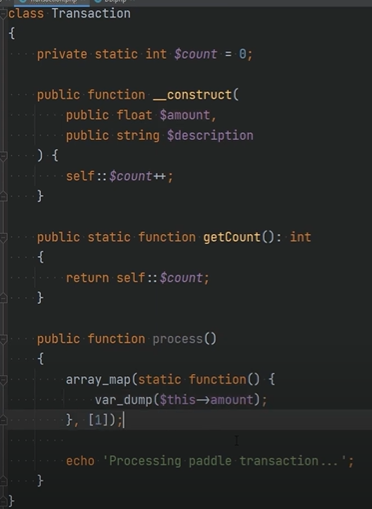 class Transaction
{
    private static int $count = 0;

    public function __construct(
        public float $amount,
        public string $description
    ) {
        self::$count++;
    }

    public static function getCount(): int
    {
        return self::$count;
    }

    public function process()
    {
        array_map(static function() {
            var_dump($this->amount);
        }, [1]);

        echo 'Processing paddle transaction...';
    }
}